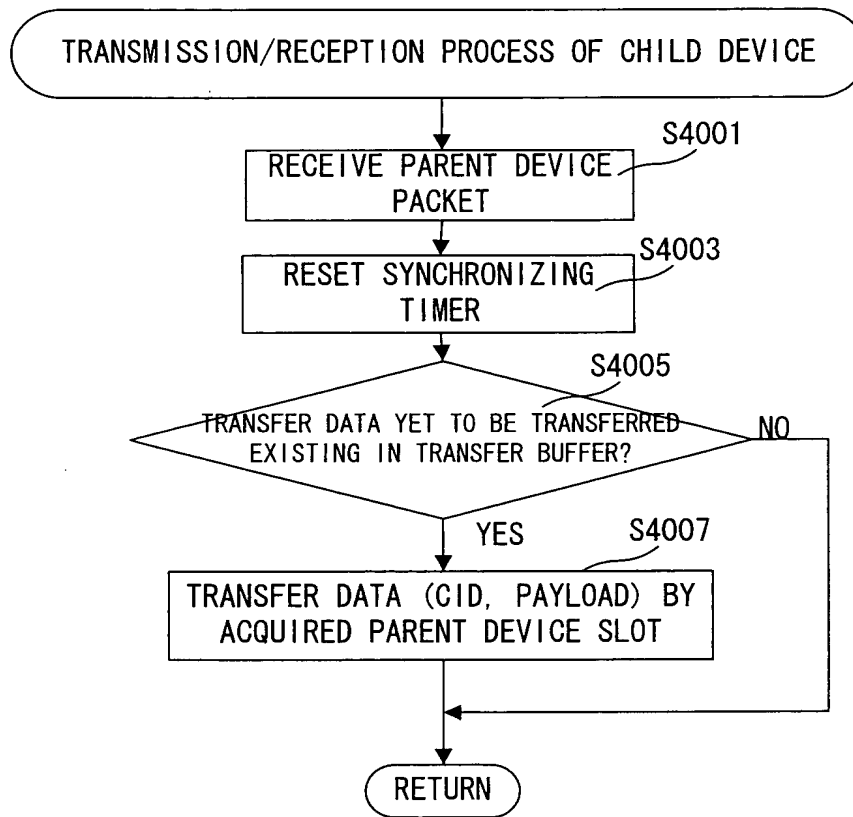 TRANSMISSION/RECEPTION PROCESS OF CHILD DEVICE
S4001
RECEIVE PARENT DEVICE
PACKET
S4003
RESET SYNCHRONIZING
TIMER
S4005
TRANSFER DATA YET TO BE TRANSFERRED
EXISTING IN TRANSFER BUFFER?
NO
YES
S4007
TRANSFER DATA (CID, PAYLOAD) BY
ACQUIRED PARENT DEVICE SLOT
RETURN